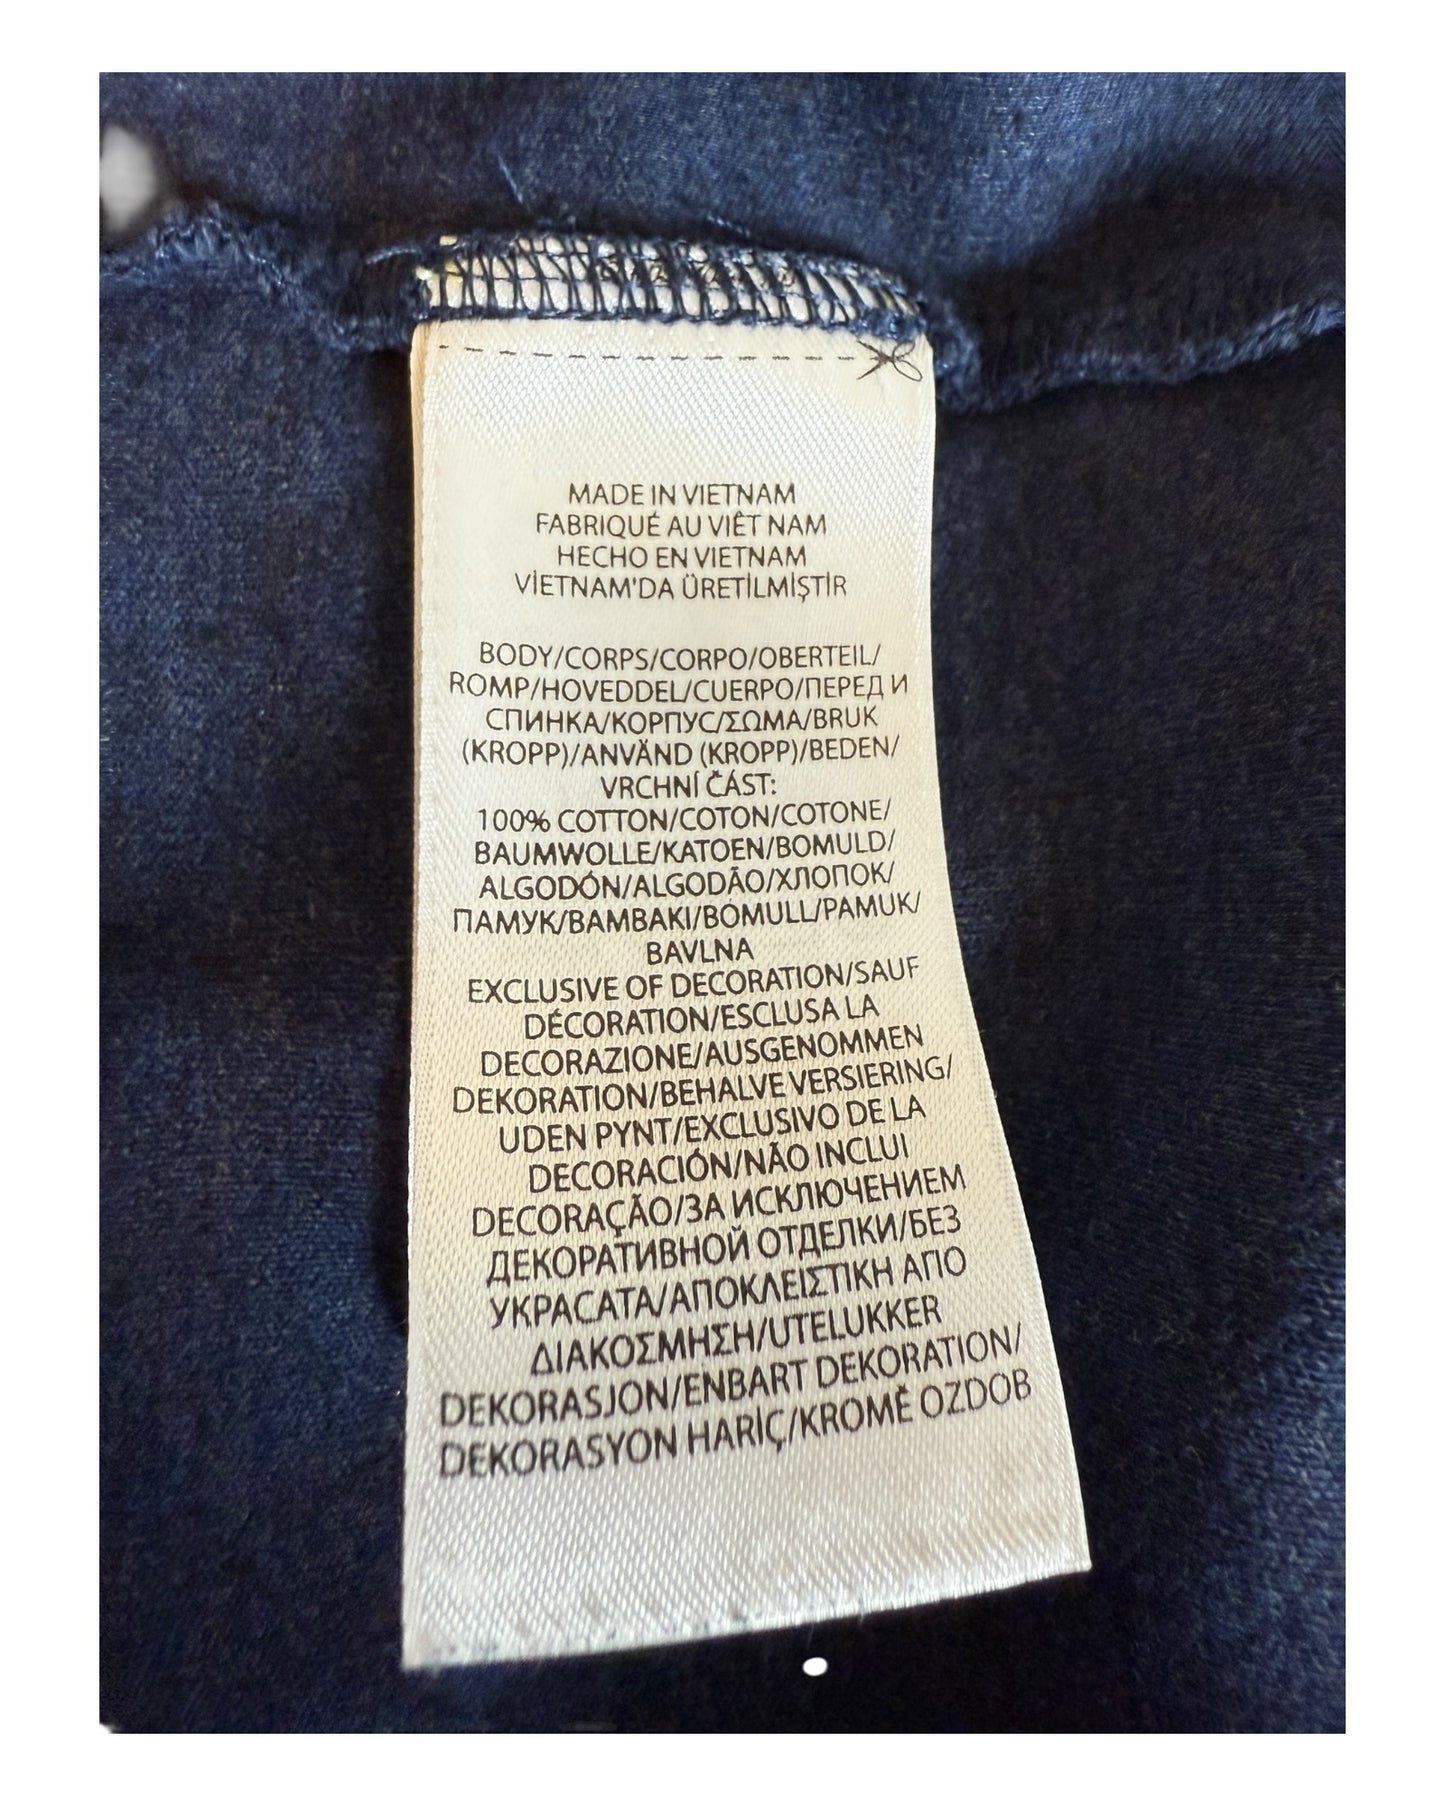 MADE IN VIETNAM
FABRIQUÉ AU VIÊT NAM
HECHO EN VIETNAM
VİETNAM'DA ÜRETİLMİŞTİR
BODY/CORPS/CORPO/OBERTEIL/
ROMP/HOVEDDEL/CUERPO/ПЕРЕД И
СПИНКА/КОРПУС/ΣΩΜΑ/BRUK
(KROPP)/ANVÄND (KROPP)/BEDEN/
VRCHNÍ ČÁST:
100% COTTON/COTON/COTONE/
BAUMWOLLE/KATOEN/BOMULD/
ALGODÓN/ALGODÃO/ХЛОПОК/
ПАМУК/BAMBAKI/BOMULL/PAMUK/
BAVLNA
EXCLUSIVE OF DECORATION/SAUF
DÉCORATION/ESCLUSA LA
DECORAZIONE/AUSGENOMMEN
DEKORATION/BEHALVE VERSIERING/
UDEN PYNT/EXCLUSIVO DE LA
DECORACIÓN/NÃO INCLUI
DECORAÇÃO/ЗА ИСКЛЮЧЕНИЕМ
ДЕКОРАТИВНОЙ ОТДЕЛКИ/БЕЗ
УКРАСАТА/ΑΠΟΚΛΕΙΣΤΙΚΗ ΑΠΟ
ΔΙΑΚΟΣΜΗΣΗ/UTELUKKER
DEKORASJON/ENBART DEKORATION/
DEKORASYON HARİÇ/KROMĚ OZDOB